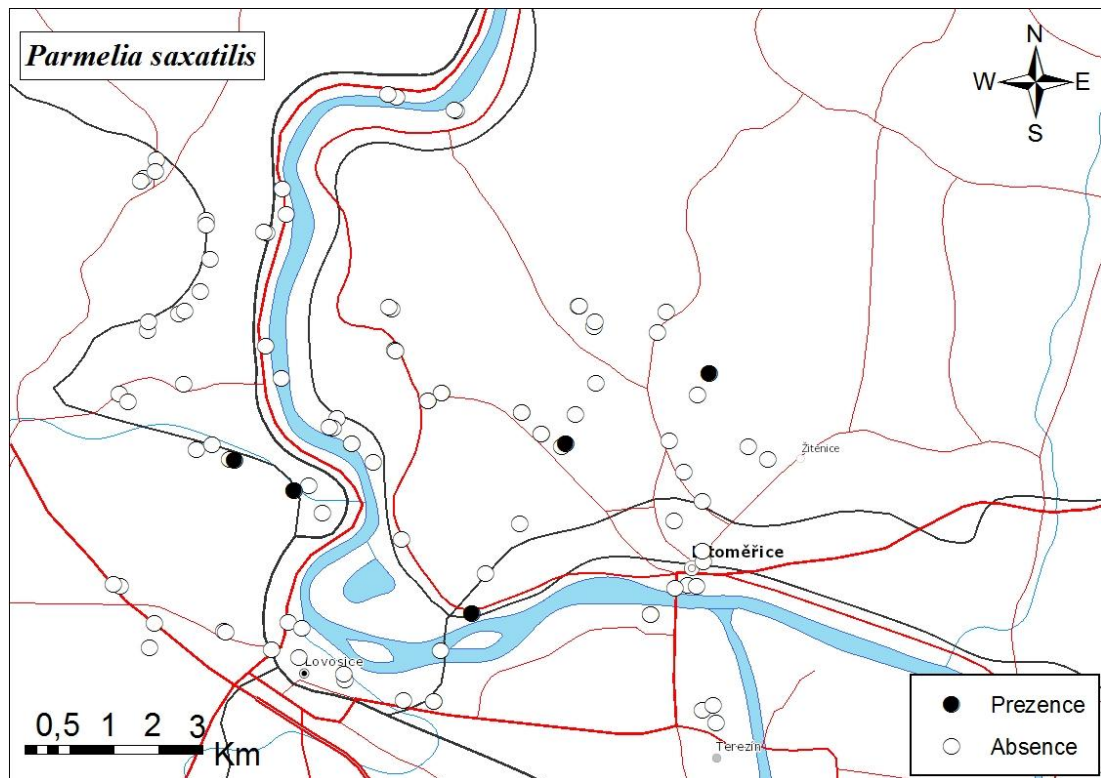 Parmelia saxatilis
N
W E
S
Žitenice
Litoměřice
Lovosice
Terezín
0,5 1 2 3
Km
Prezence
Absence